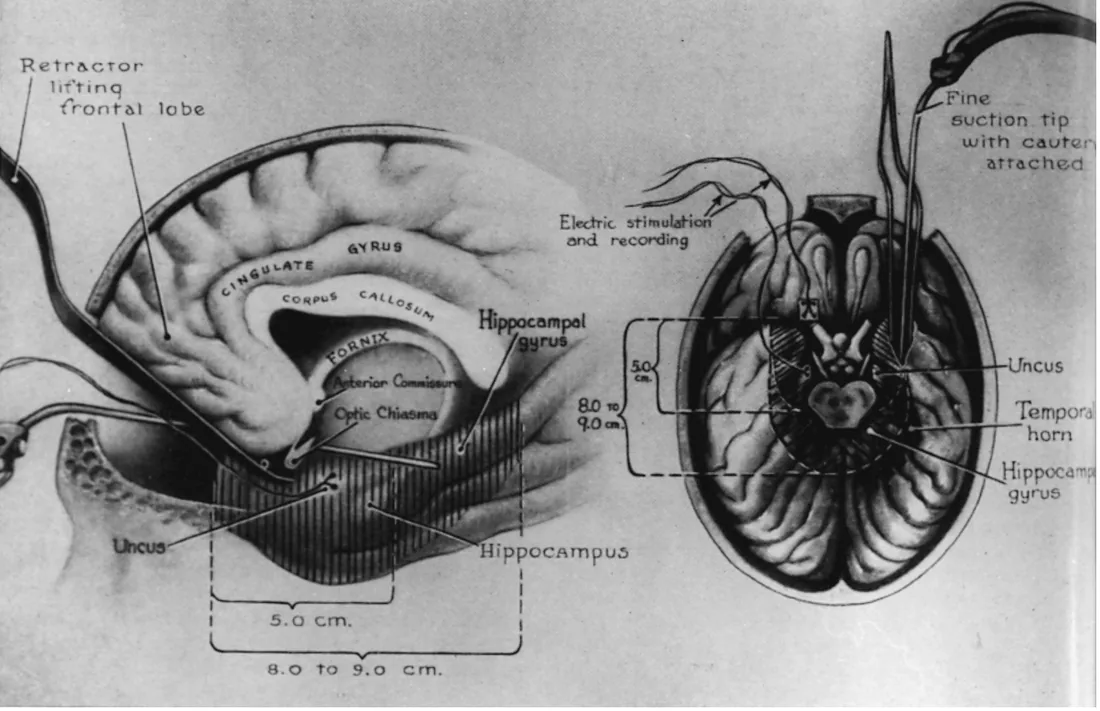 Retractor
lifting
frontal lobe
CINGULATE GYRUS
CORPUS CALLOSUM
FORNIX
Anterior Commissure
Optic Chiasma
Hippocampal
gyrus
Uncus
Hippocampus
5.0 cm.
8.0 to 9.0 cm.
Electric stimulation
and recording
Fine
suction tip
with cauter
attached
5.0
cm.
8.0 to
9.0 cm.
Uncus
Tempora
horn
Hippocamp
gyrus